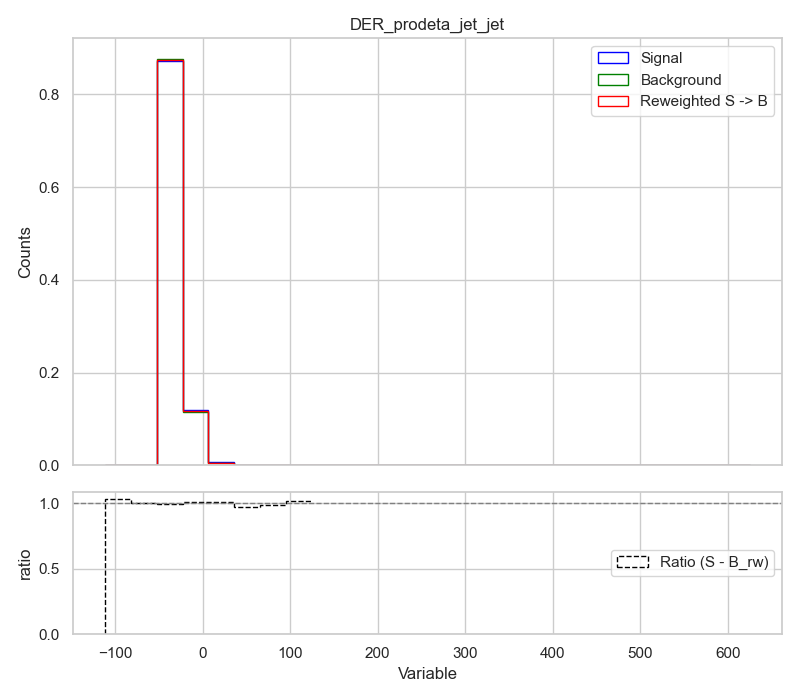 DER_prodeta_jet_jet
Signal
Background
Reweighted S -> B
Counts
0.8
0.6
0.4
0.2
0.0
ratio
1.0
0.5
0.0
Ratio (S - B_rw)
−100 0 100 200 300 400 500 600
Variable